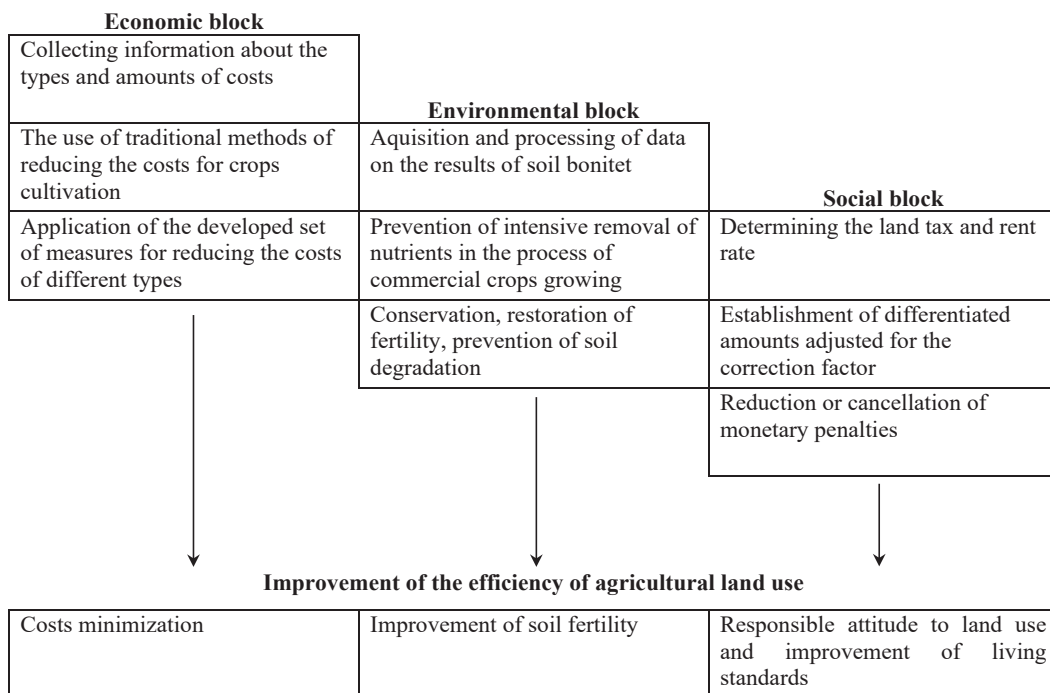 Economic block
Collecting information about the
types and amounts of costs
The use of traditional methods of
reducing the costs for crops
cultivation
Application of the developed set
of measures for reducing the costs
of different types
Environmental block
Aquisition and processing of data
on the results of soil bonitet
Prevention of intensive removal of
nutrients in the process of
commercial crops growing
Conservation, restoration of
fertility, prevention of soil
degradation
Social block
Determining the land tax and rent
rate
Establishment of differentiated
amounts adjusted for the
correction factor
Reduction or cancellation of
monetary penalties
Improvement of the efficiency of agricultural land use
Costs minimization
Improvement of soil fertility
Responsible attitude to land use
and improvement of living
standards